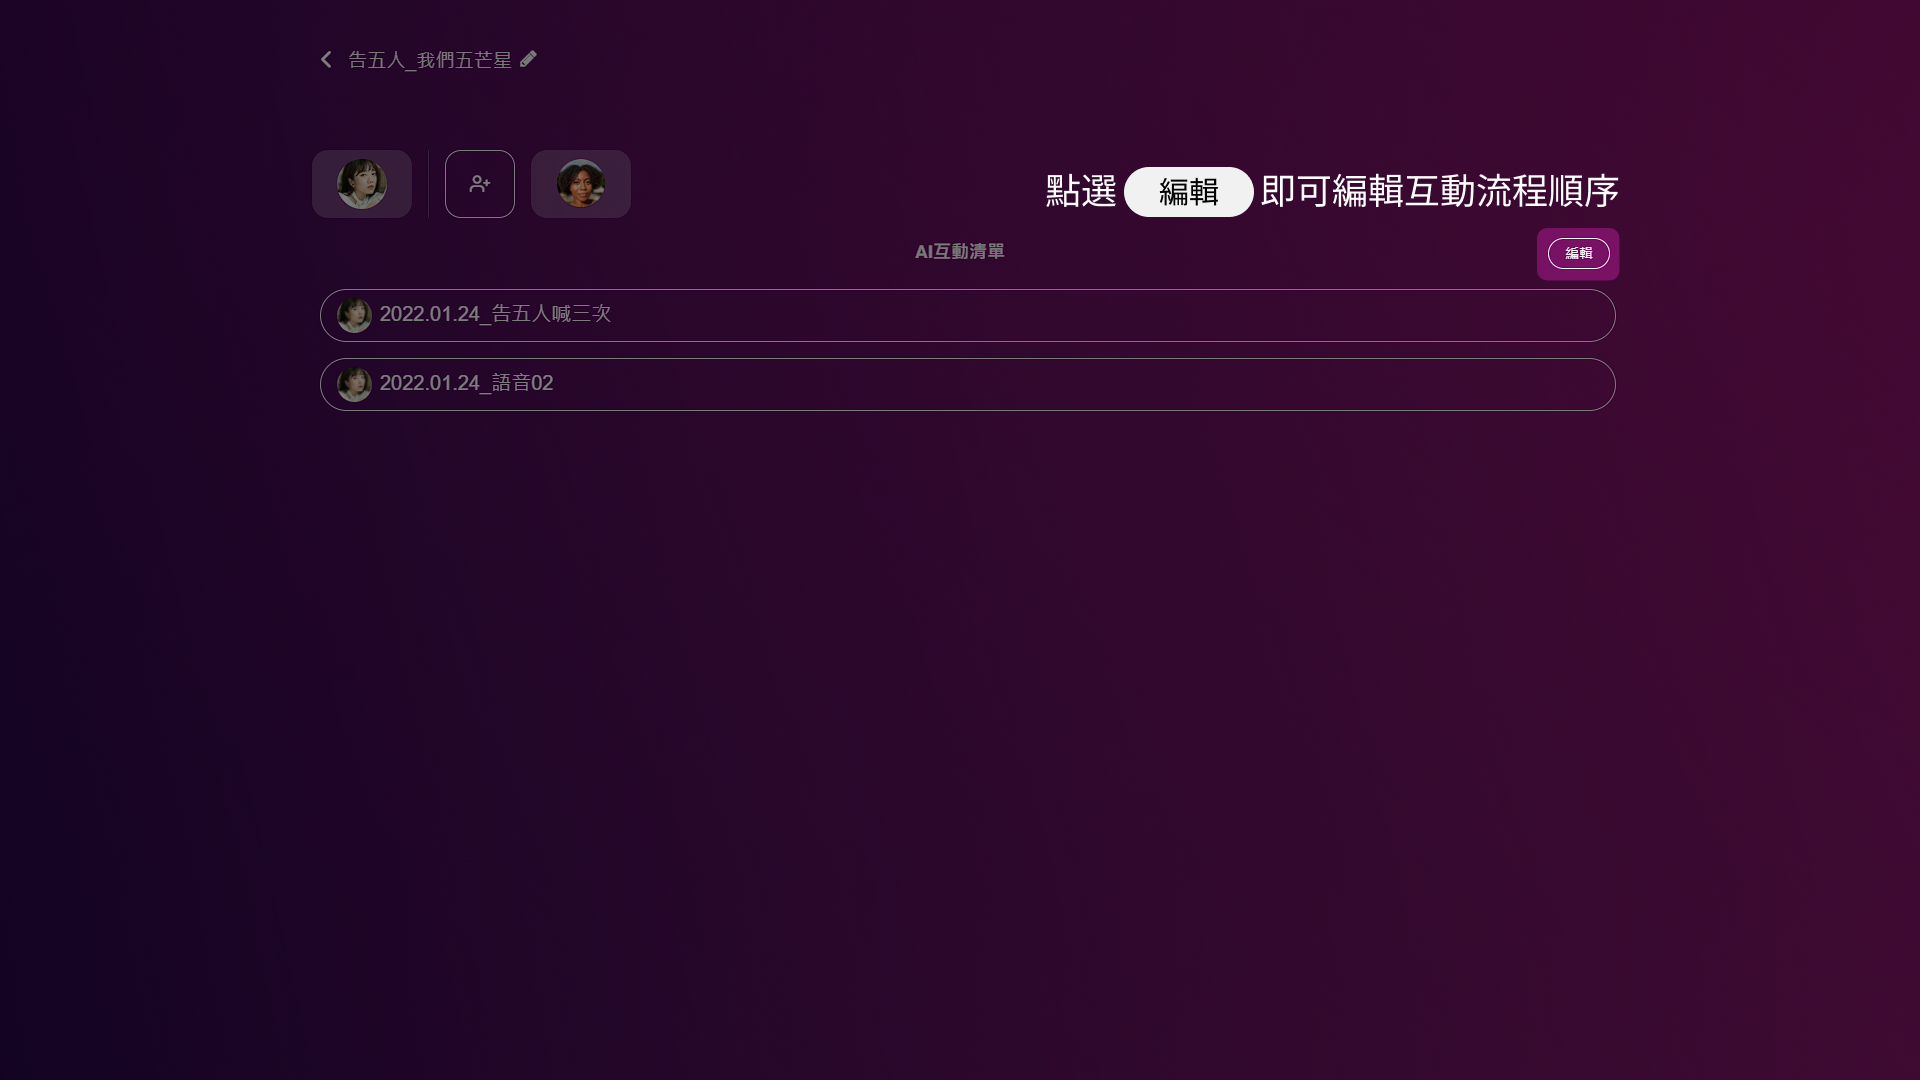 告五人_我們五芒星
點選 編輯 即可編輯互動流程順序
AI互動清單
編輯
2022.01.24_告五人喊三次
2022.01.24_語音02